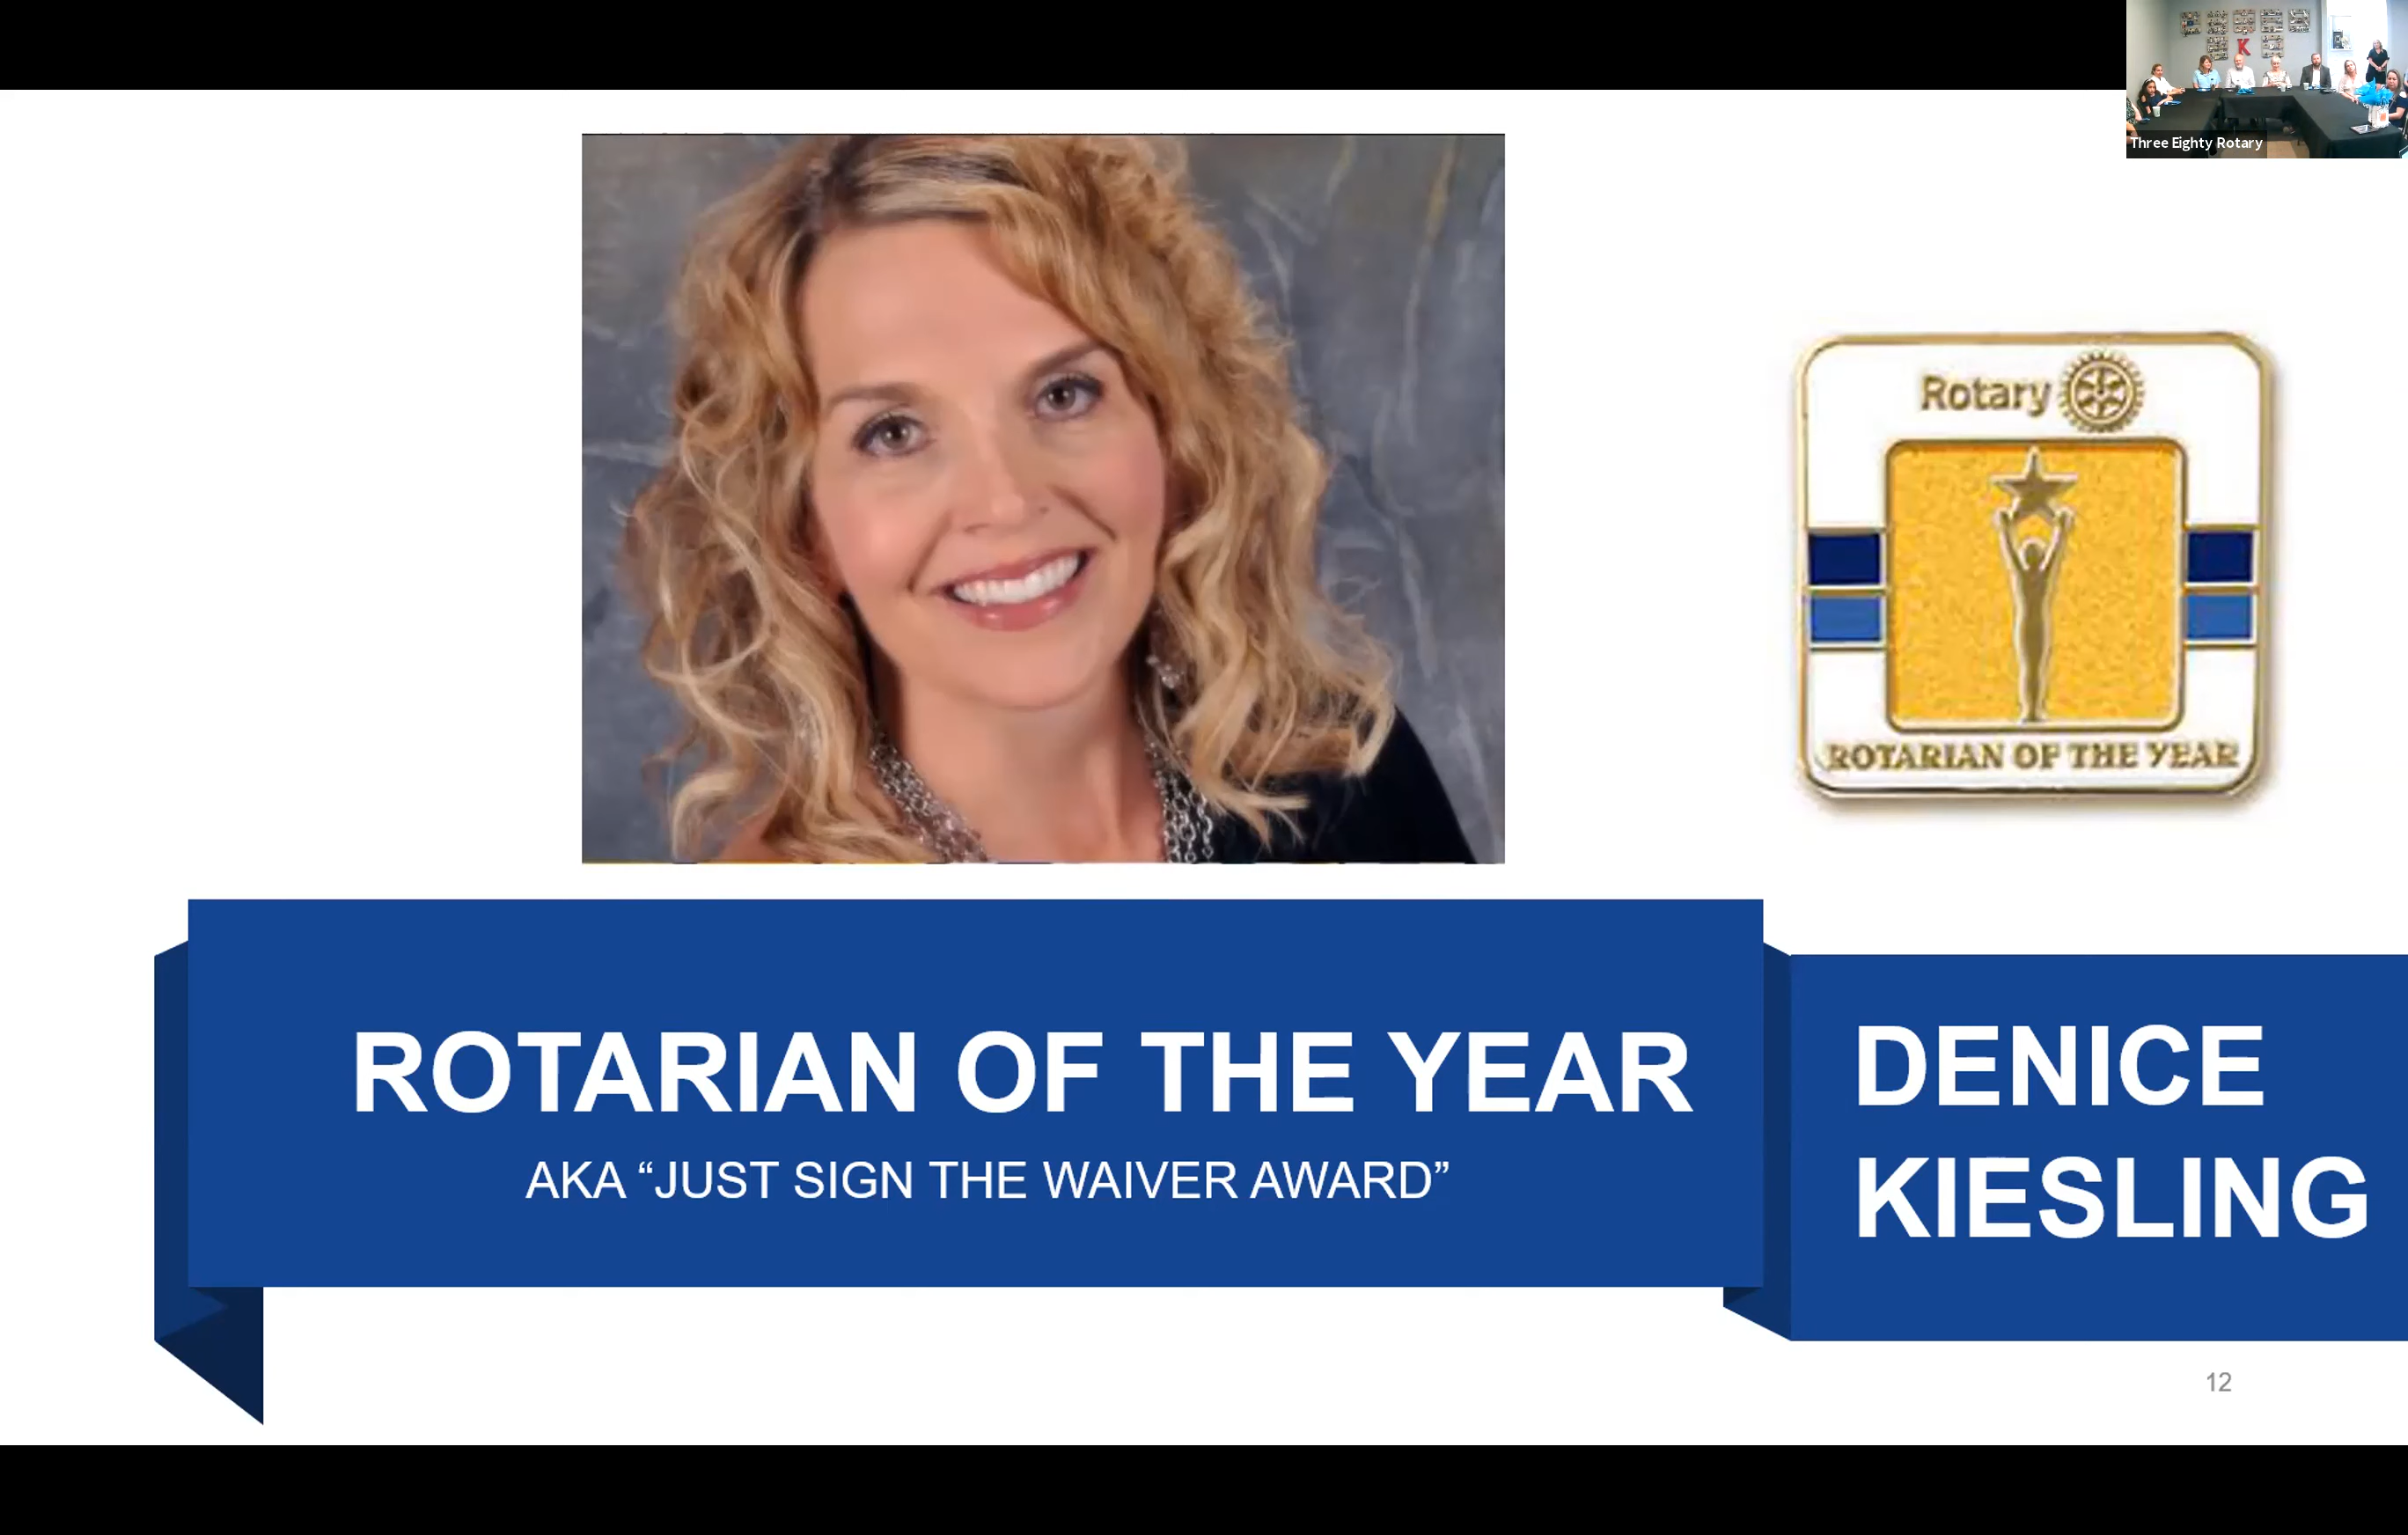 Three Eighty Rotary
K
Rotary
ROTARIAN OF THE YEAR
ROTARIAN OF THE YEAR
AKA “JUST SIGN THE WAIVER AWARD”
DENICE
KIESLING
12